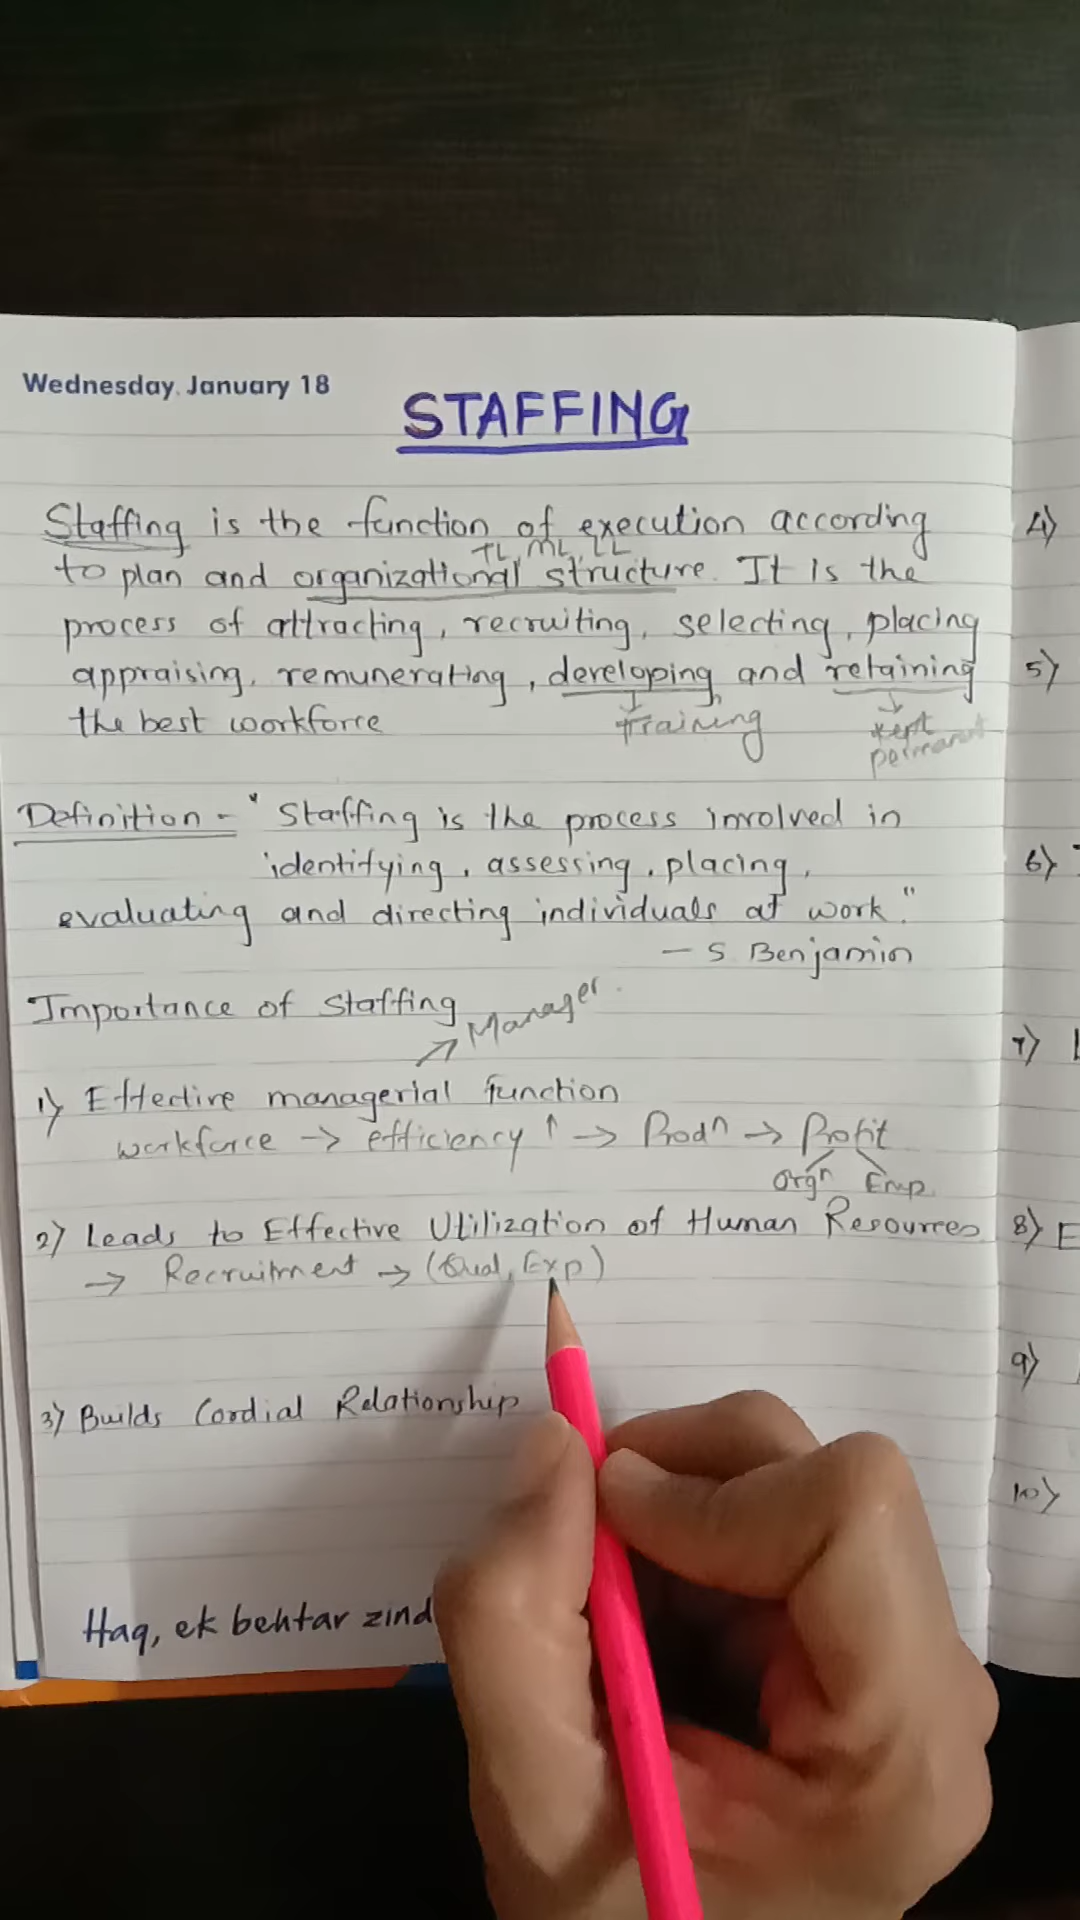 Wednesday, January 18
STAFFING
Staffing is the function of execution according
TL, ML, LL
to plan and organizational structure. It is the
process of attracting, recruiting, selecting, placing
appraising, remunerating, developing and retaining
the best workforce
Training
kept
permanent
Definition - "Staffing is the process involved in
identifying, assessing, placing,
evaluating and directing individuals at work."
- S Benjamin
Importance of Staffing
Manager.
1) Effective managerial function
workforce → efficiency ↑ → Prodn → Profit
Orgn Emp.
2) Leads to Effective Utilization of Human Resources
→ Recruitment → (Qual, Exp)
3) Builds Cordial Relationship
Haq, ek behtar zind
4)
5)
6)
7)
8) E
9)
10)